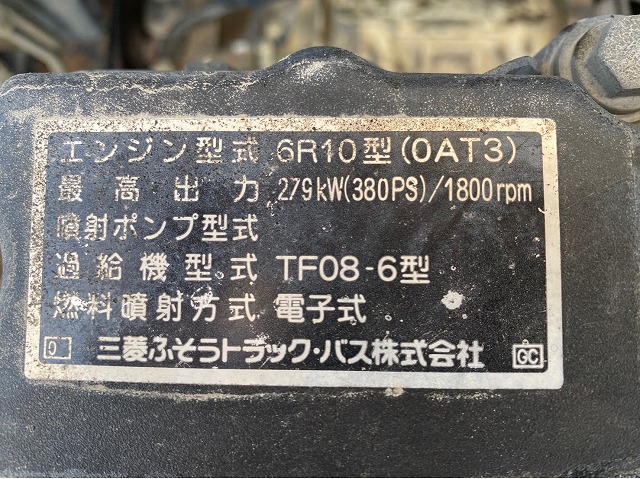 エンジン型式 6R10型(0AT3)
最高出力 279kW(380PS)/1800rpm
噴射ポンプ型式
過給機型式 TF08-6型
燃料噴射方式 電子式
三菱ふそうトラック・バス株式会社 GC